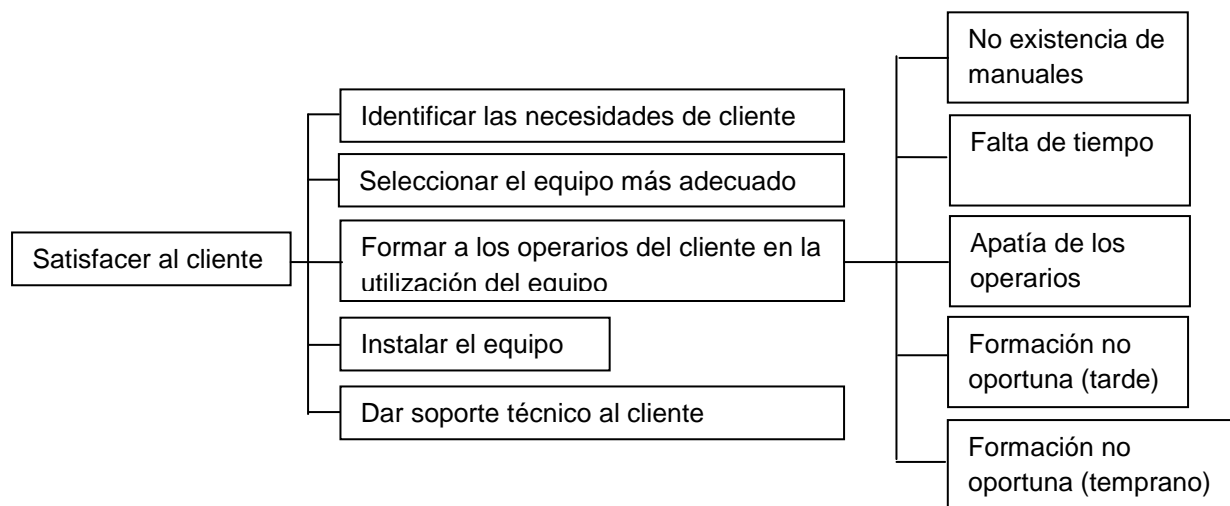 Satisfacer al cliente
Identificar las necesidades de cliente
Seleccionar el equipo más adecuado
Formar a los operarios del cliente en la
utilización del equipo
Instalar el equipo
Dar soporte técnico al cliente
No existencia de
manuales
Falta de tiempo
Apatía de los
operarios
Formación no
oportuna (tarde)
Formación no
oportuna (temprano)